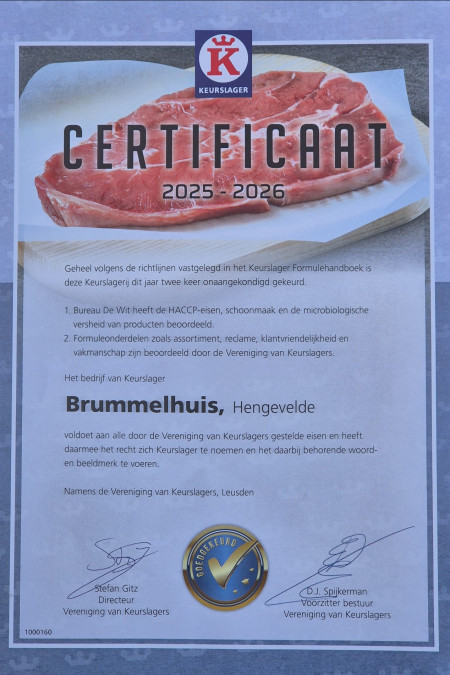 K
KEURSLAGER
CERTIFICAAT
2025 - 2026
Geheel volgens de richtlijnen vastgelegd in het Keurslager Formulehandboek is
deze Keurslagerij dit jaar twee keer onaangekondigd gekeurd.
1. Bureau De Wit heeft de HACCP-eisen, schoonmaak en de microbiologische
versheid van producten beoordeeld.
2. Formuleonderdelen zoals assortiment, reclame, klantvriendelijkheid en
vakmanschap zijn beoordeeld door de Vereniging van Keurslagers.
Het bedrijf van Keurslager
Brummelhuis, Hengevelde
voldoet aan alle door de Vereniging van Keurslagers gestelde eisen en heeft
daarmee het recht zich Keurslager te noemen en het daarbij behorende woord-
en beeldmerk te voeren.
Namens de Vereniging van Keurslagers, Leusden
GOEDGEKEURD
Stefan Gitz
Directeur
Vereniging van Keurslagers
D.J. Spijkerman
Voorzitter bestuur
Vereniging van Keurslagers
1000160